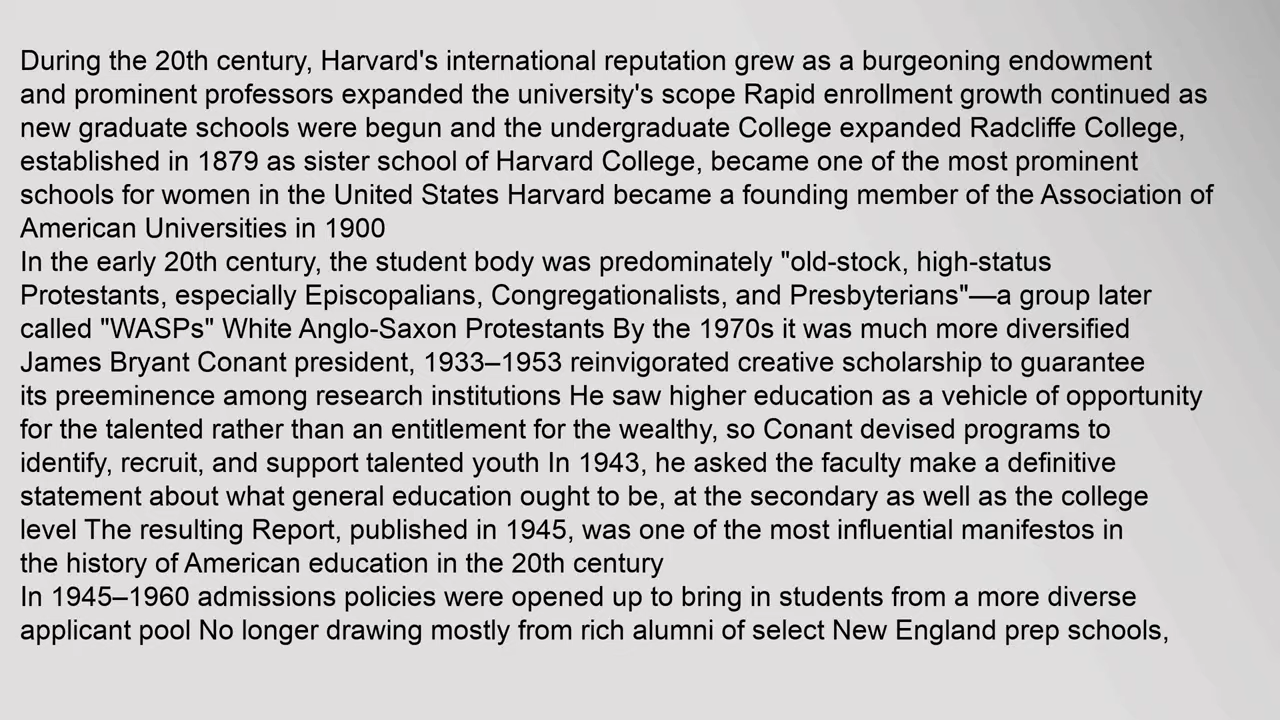 During the 20th century, Harvard's international reputation grew as a burgeoning endowment
and prominent professors expanded the university's scope Rapid enrollment growth continued as
new graduate schools were begun and the undergraduate College expanded Radcliffe College,
established in 1879 as sister school of Harvard College, became one of the most prominent
schools for women in the United States Harvard became a founding member of the Association of
American Universities in 1900
In the early 20th century, the student body was predominately "old-stock, high-status
Protestants, especially Episcopalians, Congregationalists, and Presbyterians"—a group later
called "WASPs" White Anglo-Saxon Protestants By the 1970s it was much more diversified
James Bryant Conant president, 1933–1953 reinvigorated creative scholarship to guarantee
its preeminence among research institutions He saw higher education as a vehicle of opportunity
for the talented rather than an entitlement for the wealthy, so Conant devised programs to
identify, recruit, and support talented youth In 1943, he asked the faculty make a definitive
statement about what general education ought to be, at the secondary as well as the college
level The resulting Report, published in 1945, was one of the most influential manifestos in
the history of American education in the 20th century
In 1945–1960 admissions policies were opened up to bring in students from a more diverse
applicant pool No longer drawing mostly from rich alumni of select New England prep schools,